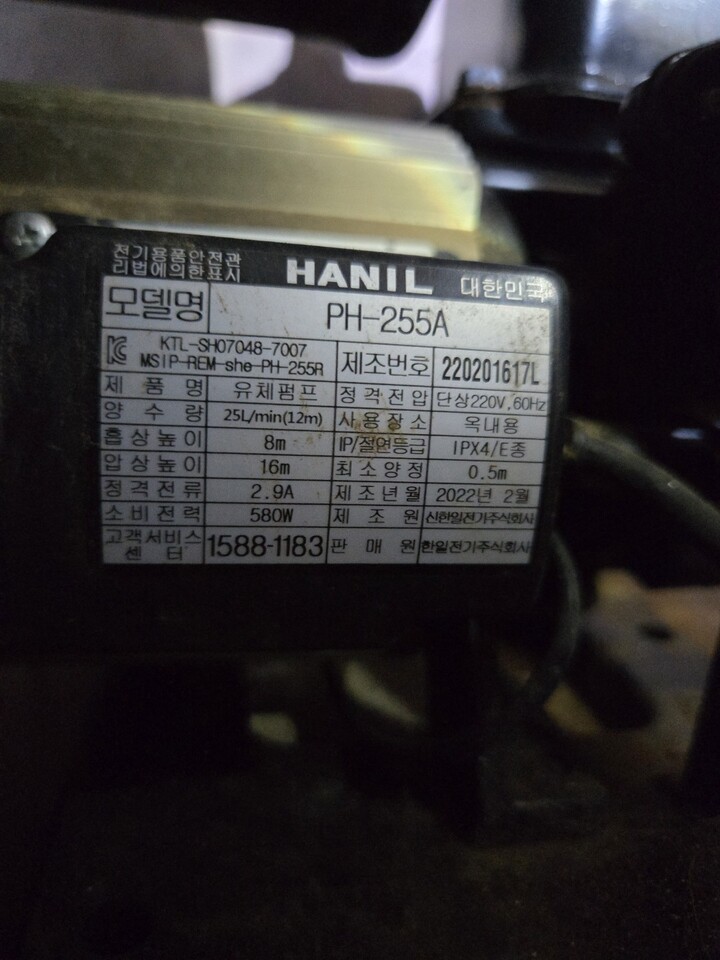 전기용품안전관
리법에의한표시
HANIL 대한민국
모델명 PH-255A
KTL-SH07048-7007
MSIP-REM-she-PH-255R
제조번호 220201617L
제품명 유체펌프 정격전압 단상220V,60Hz
양수량 25L/min(12m) 사용장소 옥내용
흡상높이 8m IP/절연등급 IPX4/E종
압상높이 16m 최소양정 0.5m
정격전류 2.9A 제조년월 2022년 2월
소비전력 580W 제조원 신한일전기주식회사
고객서비스
센터 1588-1183 판매원 한일전기주식회사